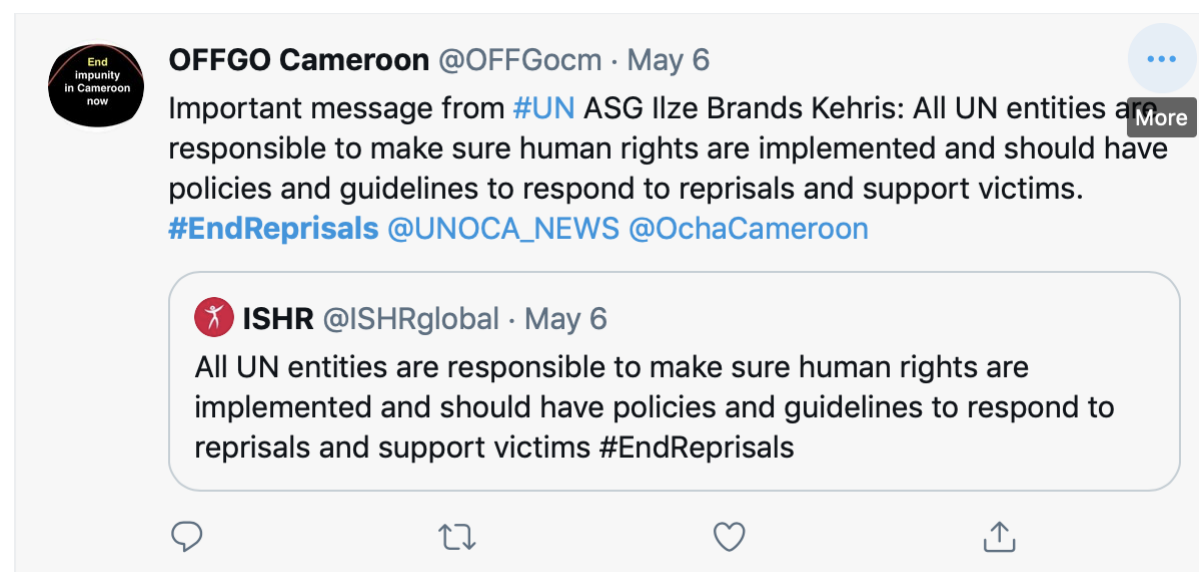 End
impunity
in Cameroon
now
OFFGO Cameroon @OFFGocm · May 6
Important message from #UN ASG Ilze Brands Kehris: All UN entities are
More
responsible to make sure human rights are implemented and should have
policies and guidelines to respond to reprisals and support victims.
#EndReprisals @UNOCA_NEWS @OchaCameroon
ISHR @ISHRglobal · May 6
All UN entities are responsible to make sure human rights are
implemented and should have policies and guidelines to respond to
reprisals and support victims #EndReprisals